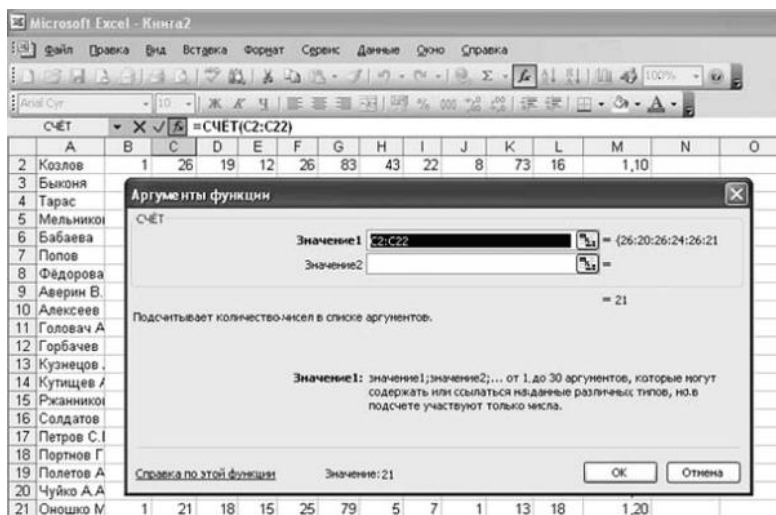 Microsoft Excel - Книга2
Файл Правка Вид Вставка Формат Сервис Данные Окно Справка
100%
Arial Cyr 10 Ж К Ч
СЧЁТ =СЧЁТ(C2:C22)
A B C D E F G H I J K L M N O
2 Козлов 1 26 19 12 26 83 43 22 8 73 16 1,10
3 Быконя
4 Тарас
5 Мельников
6 Бабаева
7 Попов
8 Фёдорова
9 Аверин В.
10 Алексеев
11 Головач А
12 Горбачев
13 Кузнецов
14 Кутищев
15 Ржанников
16 Солдатов
17 Петров С.
18 Портнов Г
19 Полетов А
20 Чуйко А.А
21 Оношко М 1 21 18 15 25 79 5 7 1 13 18 1,20
Аргументы функции
СЧЁТ
Значение1 C2:C22 = {26:20:26:24:26:21
Значение2 =
= 21
Подсчитывает количество чисел в списке аргументов.
Значение1: значение1;значение2;... от 1 до 30 аргументов, которые могут
содержать или ссылаться на данные различных типов, но в
подсчете участвуют только числа.
Справка по этой функции Значение:21 ОК Отмена